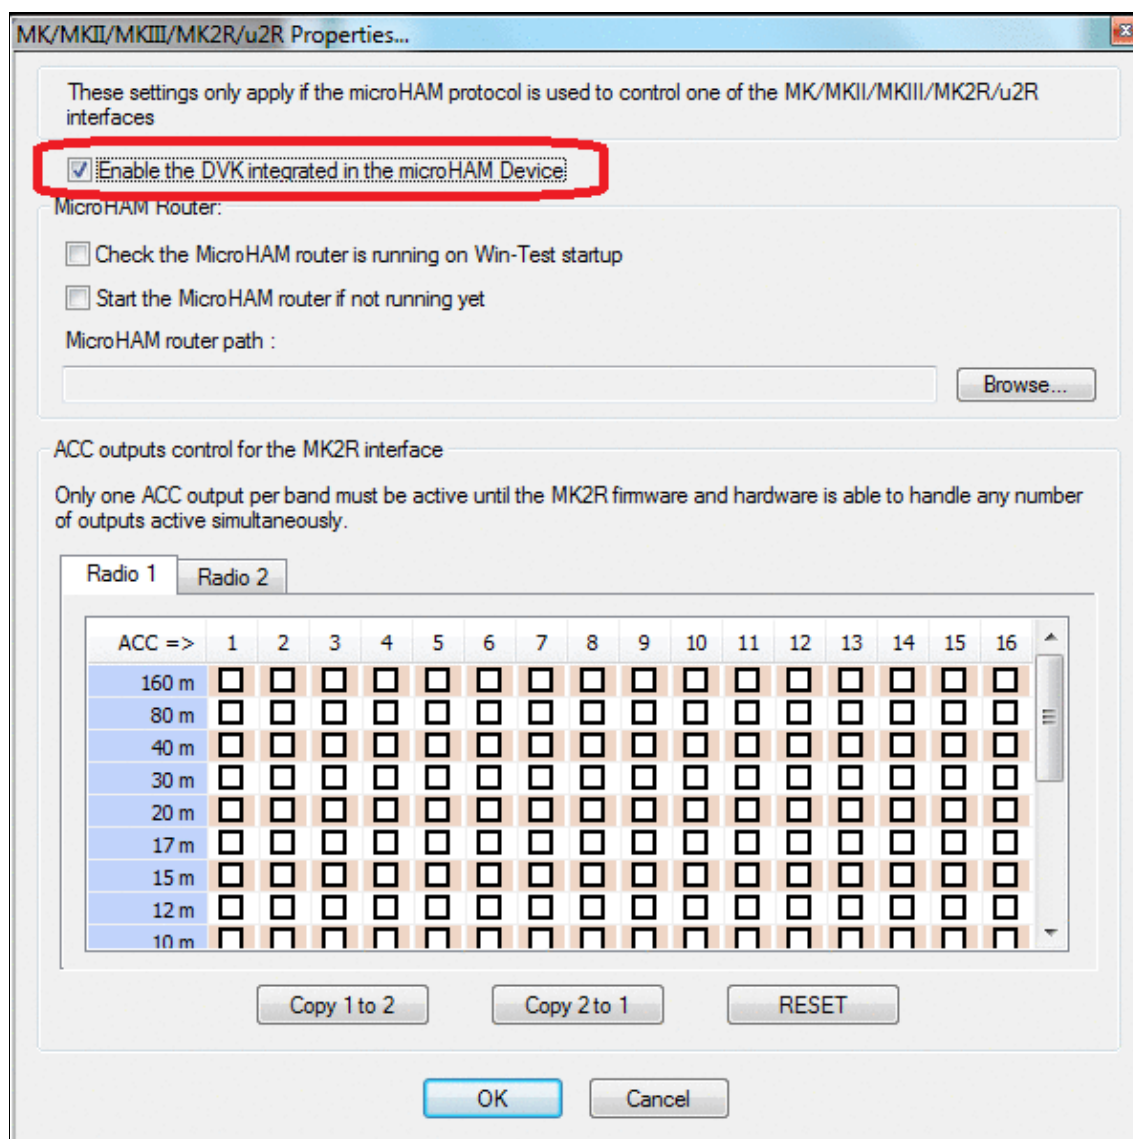 MK/MKII/MKIII/MK2R/u2R Properties...
These settings only apply if the microHAM protocol is used to control one of the MK/MKII/MKIII/MK2R/u2R
interfaces
Enable the DVK integrated in the microHAM Device
MicroHAM Router:
Check the MicroHAM router is running on Win-Test startup
Start the MicroHAM router if not running yet
MicroHAM router path :
Browse...
ACC outputs control for the MK2R interface
Only one ACC output per band must be active until the MK2R firmware and hardware is able to handle any number
of outputs active simultaneously.
Radio 1 Radio 2
ACC => 1 2 3 4 5 6 7 8 9 10 11 12 13 14 15 16
160 m
80 m
40 m
30 m
20 m
17 m
15 m
12 m
10 m
Copy 1 to 2 Copy 2 to 1 RESET
OK Cancel